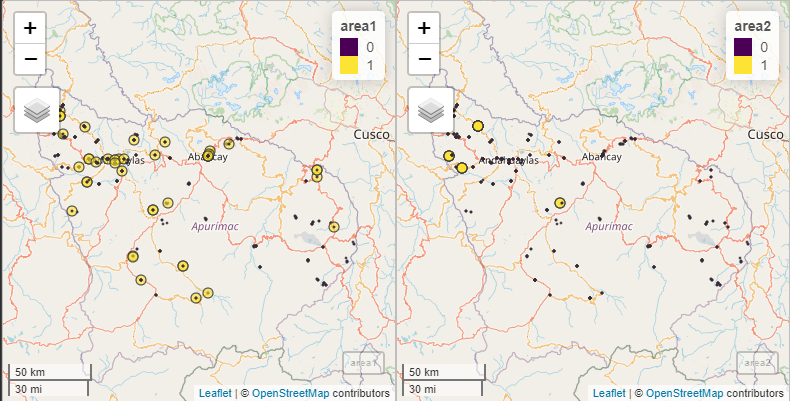 +
−
area1
0
1
Cusco
Abancay
Apurímac
area1
50 km
30 mi
Leaflet | © OpenStreetMap contributors
+
−
area2
0
1
Cusco
Andahuaylas
Abancay
Apurímac
area2
50 km
30 mi
Leaflet | © OpenStreetMap contributors